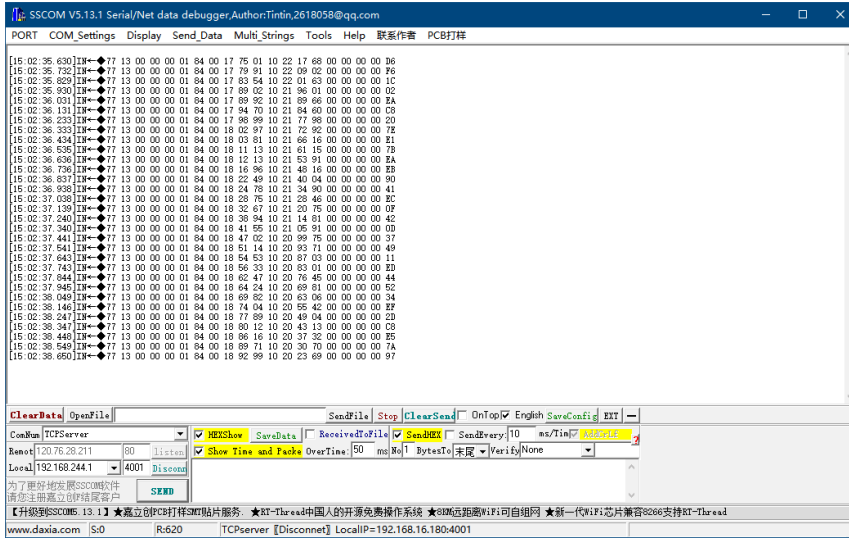 SSCOM V5.13.1 Serial/Net data debugger,Author:Tintin,2618058@qq.com
PORT COM_Settings Display Send_Data Multi_Strings Tools Help 联系作者 PCB打样
[15:02:35.630]IN←◆77 13 00 00 00 01 84 00 17 75 01 10 22 17 68 00 00 00 00 D6
[15:02:35.732]IN←◆77 13 00 00 00 01 84 00 17 79 91 10 22 09 02 00 00 00 00 F6
[15:02:35.829]IN←◆77 13 00 00 00 01 84 00 17 83 54 10 22 01 63 00 00 00 00 1C
[15:02:35.930]IN←◆77 13 00 00 00 01 84 00 17 89 02 10 21 96 01 00 00 00 00 02
[15:02:36.031]IN←◆77 13 00 00 00 01 84 00 17 89 92 10 21 89 66 00 00 00 00 EA
[15:02:36.131]IN←◆77 13 00 00 00 01 84 00 17 94 70 10 21 84 60 00 00 00 00 C8
[15:02:36.233]IN←◆77 13 00 00 00 01 84 00 17 98 99 10 21 77 98 00 00 00 00 20
[15:02:36.333]IN←◆77 13 00 00 00 01 84 00 18 02 97 10 21 72 92 00 00 00 00 7E
[15:02:36.434]IN←◆77 13 00 00 00 01 84 00 18 03 81 10 21 66 16 00 00 00 00 E1
[15:02:36.535]IN←◆77 13 00 00 00 01 84 00 18 11 13 10 21 61 15 00 00 00 00 7B
[15:02:36.636]IN←◆77 13 00 00 00 01 84 00 18 12 13 10 21 53 91 00 00 00 00 EA
[15:02:36.736]IN←◆77 13 00 00 00 01 84 00 18 16 96 10 21 48 16 00 00 00 00 EB
[15:02:36.837]IN←◆77 13 00 00 00 01 84 00 18 22 49 10 21 40 04 00 00 00 00 90
[15:02:36.938]IN←◆77 13 00 00 00 01 84 00 18 24 78 10 21 34 90 00 00 00 00 41
[15:02:37.038]IN←◆77 13 00 00 00 01 84 00 18 28 75 10 21 28 46 00 00 00 00 EC
[15:02:37.139]IN←◆77 13 00 00 00 01 84 00 18 32 67 10 21 20 75 00 00 00 00 0F
[15:02:37.240]IN←◆77 13 00 00 00 01 84 00 18 38 94 10 21 14 81 00 00 00 00 42
[15:02:37.340]IN←◆77 13 00 00 00 01 84 00 18 41 55 10 21 05 91 00 00 00 00 0D
[15:02:37.441]IN←◆77 13 00 00 00 01 84 00 18 47 02 10 20 99 75 00 00 00 00 37
[15:02:37.541]IN←◆77 13 00 00 00 01 84 00 18 51 14 10 20 93 71 00 00 00 00 49
[15:02:37.643]IN←◆77 13 00 00 00 01 84 00 18 54 53 10 20 87 03 00 00 00 00 11
[15:02:37.743]IN←◆77 13 00 00 00 01 84 00 18 56 33 10 20 83 01 00 00 00 00 ED
[15:02:37.844]IN←◆77 13 00 00 00 01 84 00 18 62 47 10 20 76 45 00 00 00 00 44
[15:02:37.945]IN←◆77 13 00 00 00 01 84 00 18 64 24 10 20 69 81 00 00 00 00 52
[15:02:38.049]IN←◆77 13 00 00 00 01 84 00 18 69 82 10 20 63 06 00 00 00 00 34
[15:02:38.146]IN←◆77 13 00 00 00 01 84 00 18 74 04 10 20 55 42 00 00 00 00 EF
[15:02:38.247]IN←◆77 13 00 00 00 01 84 00 18 77 89 10 20 49 04 00 00 00 00 2D
[15:02:38.347]IN←◆77 13 00 00 00 01 84 00 18 80 12 10 20 43 13 00 00 00 00 C8
[15:02:38.448]IN←◆77 13 00 00 00 01 84 00 18 86 16 10 20 37 32 00 00 00 00 E5
[15:02:38.549]IN←◆77 13 00 00 00 01 84 00 18 89 71 10 20 30 70 00 00 00 00 7A
[15:02:38.650]IN←◆77 13 00 00 00 01 84 00 18 92 99 10 20 23 69 00 00 00 00 97
ClearData OpenFile SendFile Stop ClearSend OnTop English SaveConfig EXT —
ComNum TCPServer HEXShow SaveData ReceivedToFile SendHEX SendEvery: 10 ms/Tim AddCrLf
Remot 120.76.28.211 80 listen Show Time and Packe OverTime: 50 ms No 1 BytesTo 末尾 Verify None
Local 192.168.244.1 4001 Discond
为了更好地发展SSCOM软件
请您注册嘉立创F结尾客户
SEND
【升级到SSCOM5.13.1】★嘉立创PCB打样SMT贴片服务. ★RT-Thread中国人的开源免费操作系统 ★8KM远距离WiFi可自组网 ★新一代WiFi芯片兼容8266支持RT-Thread
www.daxia.com S:0 R:620 TCPserver [Disconnet] LocalIP=192.168.16.180:4001